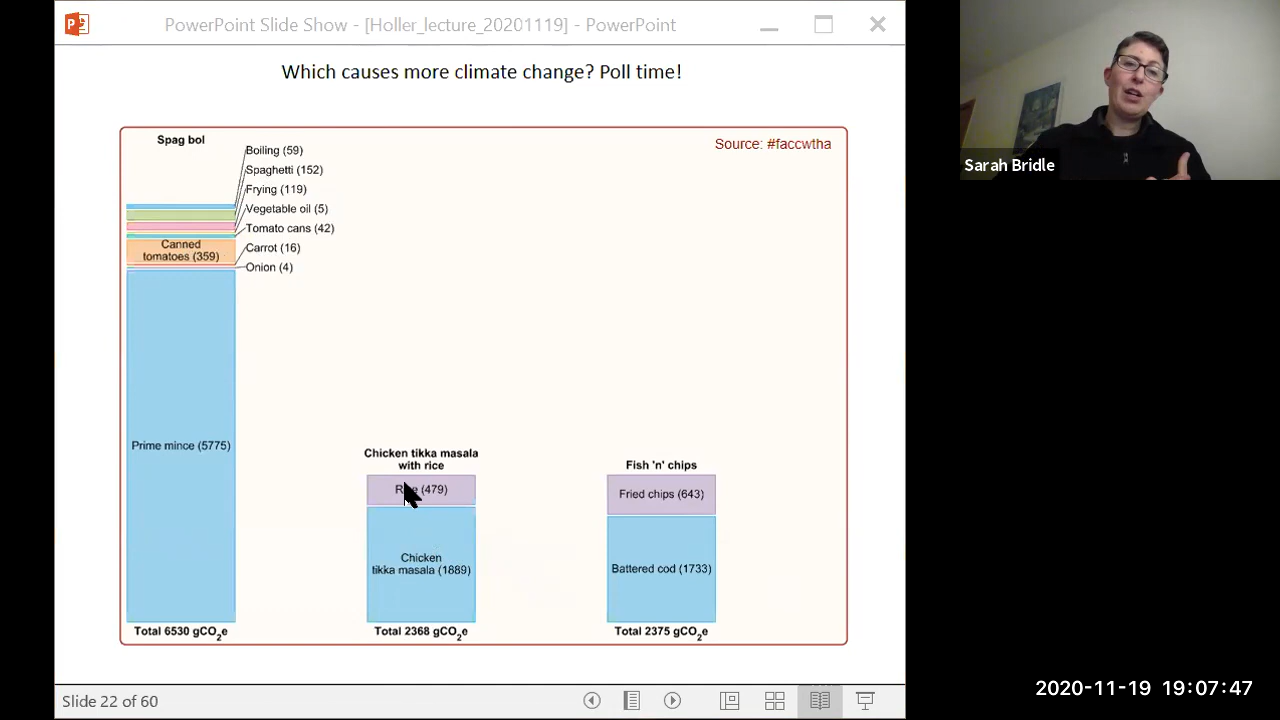 PowerPoint Slide Show - [Holler_lecture_20201119] - PowerPoint
Which causes more climate change? Poll time!
Source: #faccwtha
Spag bol
Boiling (59)
Spaghetti (152)
Frying (119)
Vegetable oil (5)
Tomato cans (42)
Canned
tomatoes (359)
Carrot (16)
Onion (4)
Prime mince (5775)
Total 6530 gCO2e
Chicken tikka masala
with rice
Rice (479)
Chicken
tikka masala (1889)
Total 2368 gCO2e
Fish 'n' chips
Fried chips (643)
Battered cod (1733)
Total 2375 gCO2e
Slide 22 of 60
Sarah Bridle
2020-11-19 19:07:47